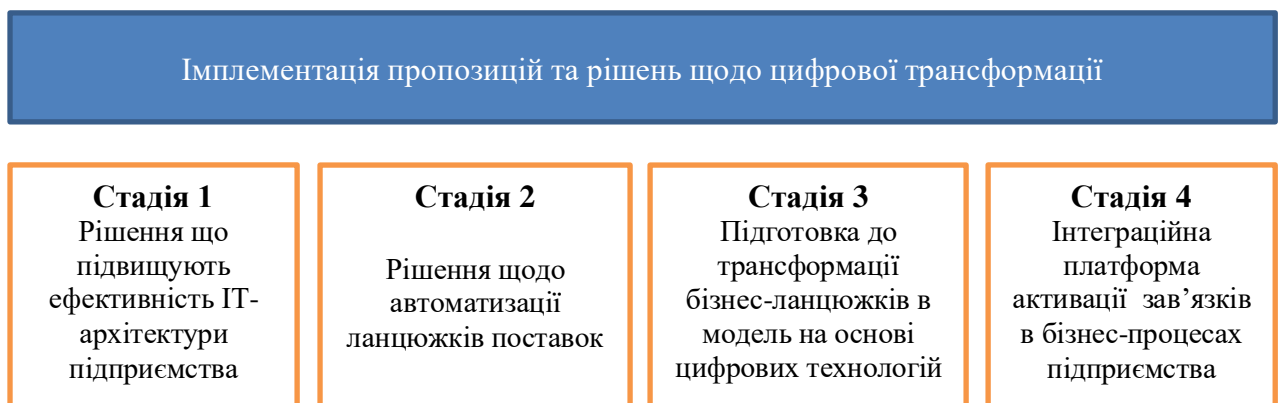 Імплементація пропозицій та рішень щодо цифрової трансформації
Стадія 1
Рішення що
підвищують
ефективність ІТ-
архітектури
підприємства
Стадія 2
Рішення щодо
автоматизації
ланцюжків поставок
Стадія 3
Підготовка до
трансформації
бізнес-ланцюжків в
модель на основі
цифрових технологій
Стадія 4
Інтеграційна
платформа
активації зав’язків
в бізнес-процесах
підприємства